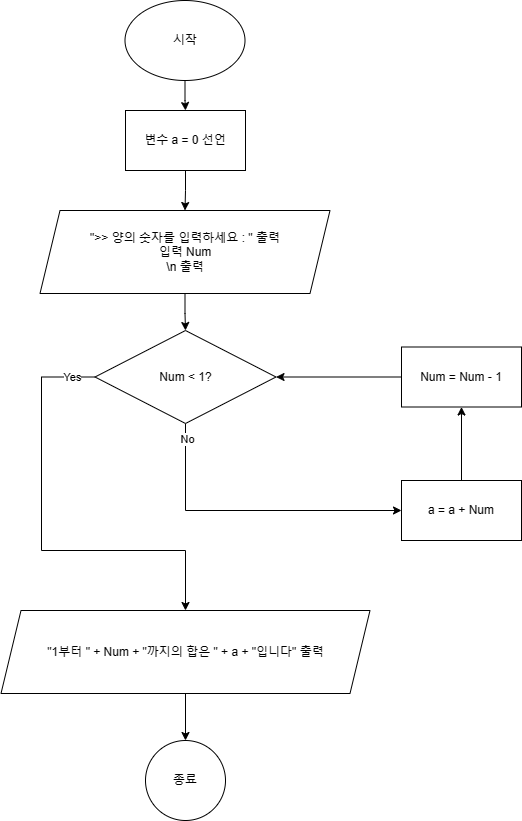 시작
변수 a = 0 선언
">> 양의 숫자를 입력하세요 : " 출력
입력 Num
\n 출력
Num < 1?
Yes
No
Num = Num - 1
a = a + Num
"1부터 " + Num + "까지의 합은 " + a + "입니다" 출력
종료